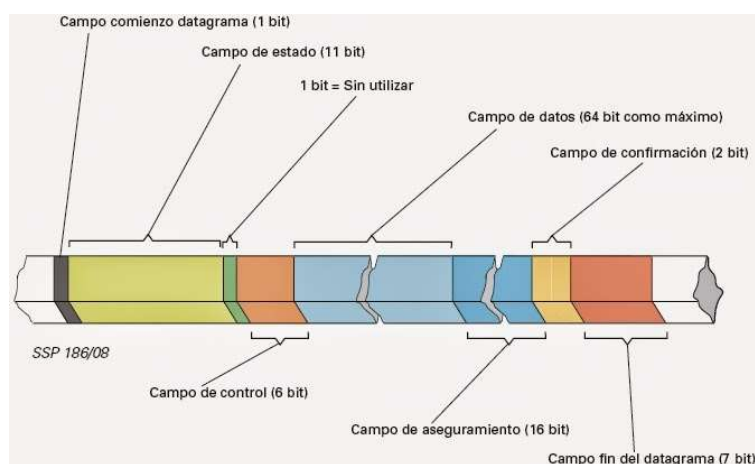 Campo comienzo datagrama (1 bit)
Campo de estado (11 bit)
1 bit = Sin utilizar
Campo de datos (64 bit como máximo)
Campo de confirmación (2 bit)
SSP 186/08
Campo de control (6 bit)
Campo de aseguramiento (16 bit)
Campo fin del datagrama (7 bit)